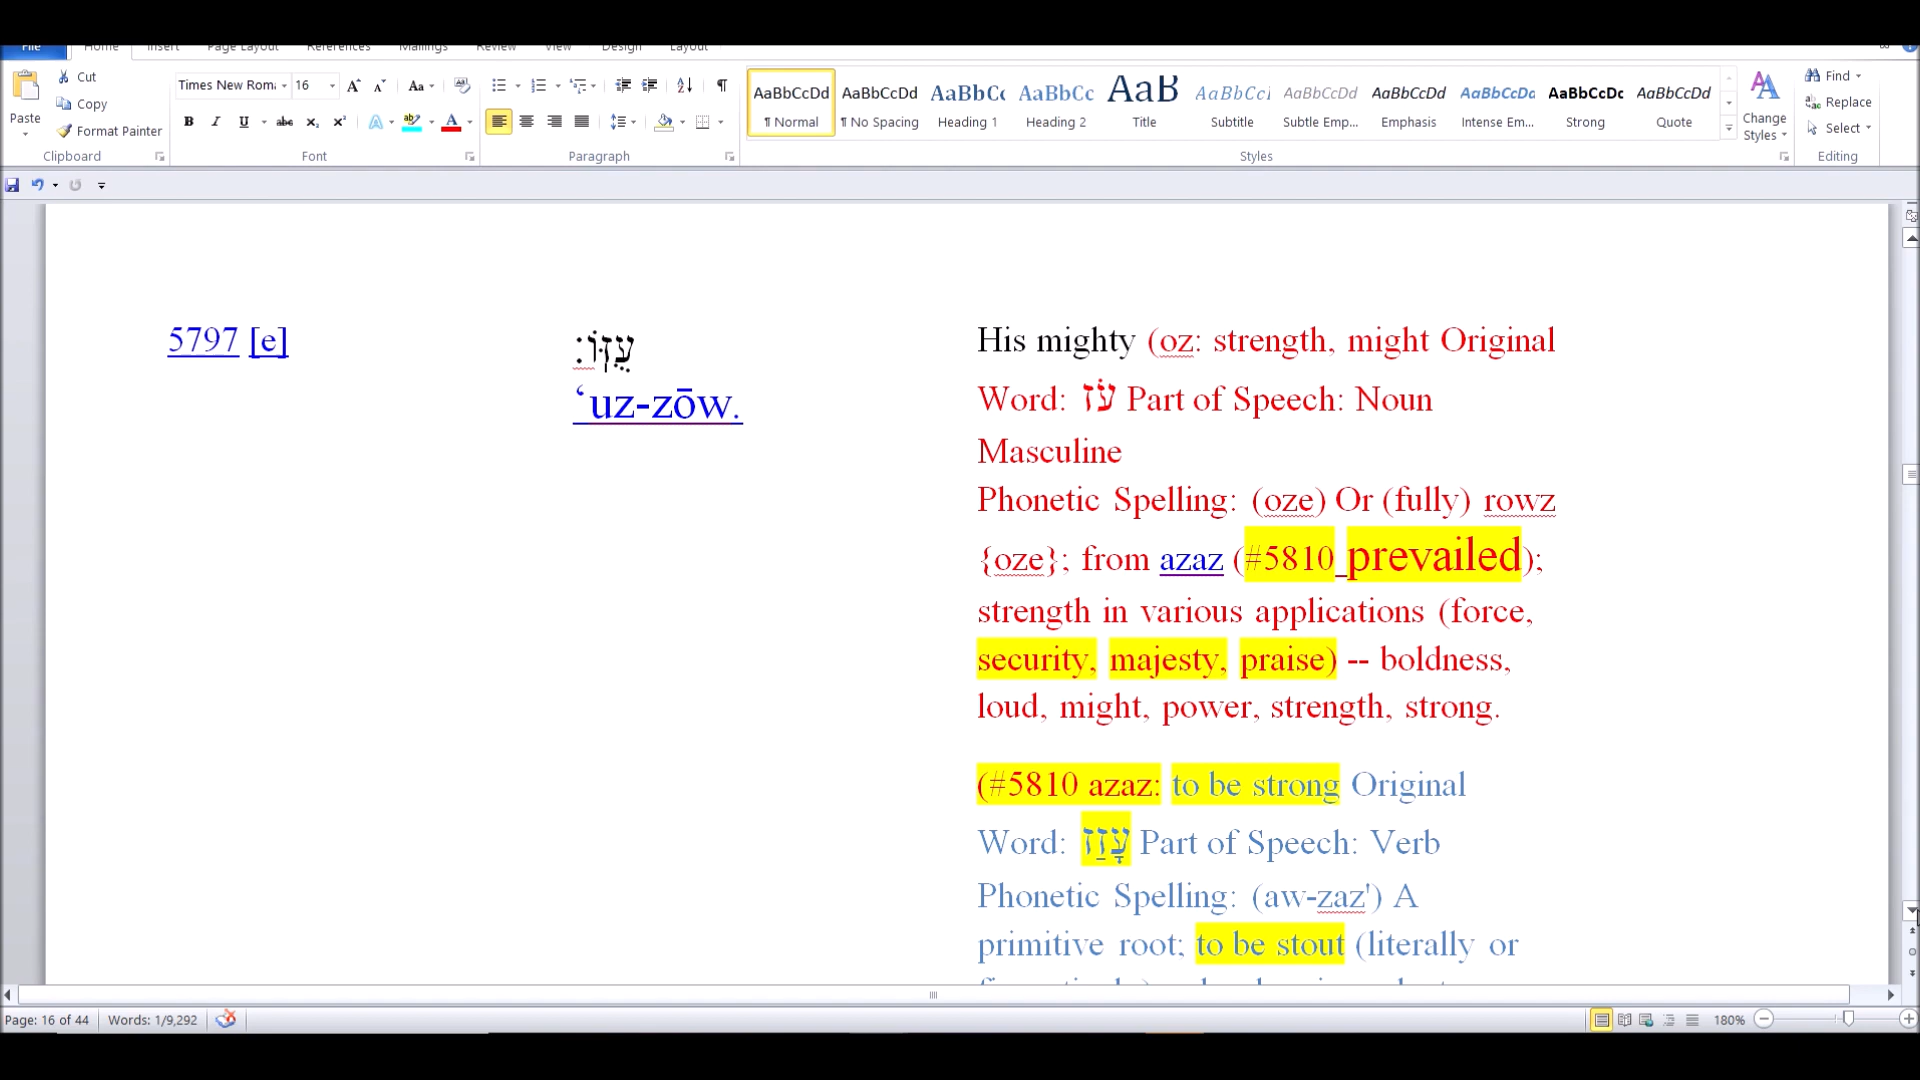 File Home Insert Page Layout References Mailings Review View Design Layout
Cut
Copy
Format Painter
Paste
Clipboard
Times New Roma 16
Font
Paragraph
AaBbCcDd AaBbCcDd AaBbCc AaBbCc AaB AaBbCcI AaBbCcDd AaBbCcDd AaBbCcDd AaBbCcDc AaBbCcDd
¶ Normal ¶ No Spacing Heading 1 Heading 2 Title Subtitle Subtle Emp... Emphasis Intense Em... Strong Quote
Styles
Change
Styles
Find
Replace
Select
Editing
5797 [e]
עֻזּֽוֹ׃
‘uz-zōw.
His mighty (oz: strength, might Original
Word: עֹז Part of Speech: Noun
Masculine
Phonetic Spelling: (oze) Or (fully) rowz
{oze}; from azaz (#5810 prevailed);
strength in various applications (force,
security, majesty, praise) -- boldness,
loud, might, power, strength, strong.
(#5810 azaz: to be strong Original
Word: עָזַז Part of Speech: Verb
Phonetic Spelling: (aw-zaz') A
primitive root; to be stout (literally or
Page: 16 of 44 Words: 1/9,292 180%